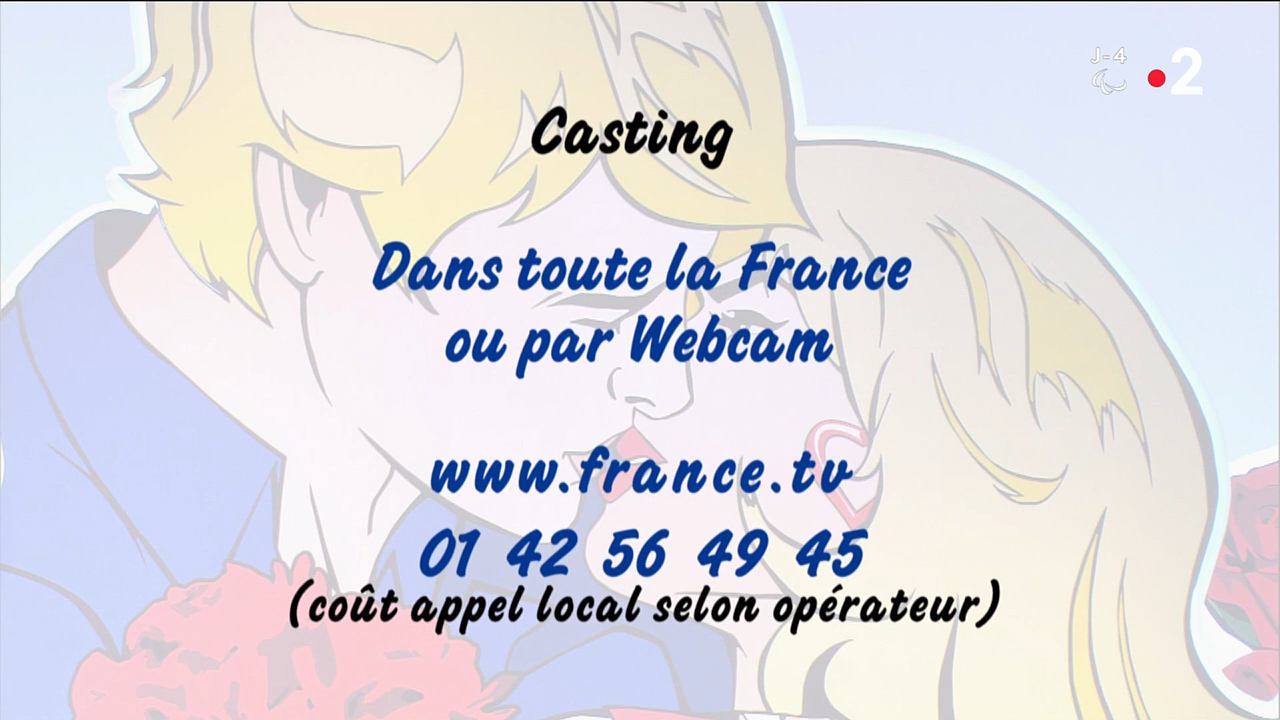 J-4
2
Casting
Dans toute la France
ou par Webcam
www.france.tv
01 42 56 49 45
(coût appel local selon opérateur)